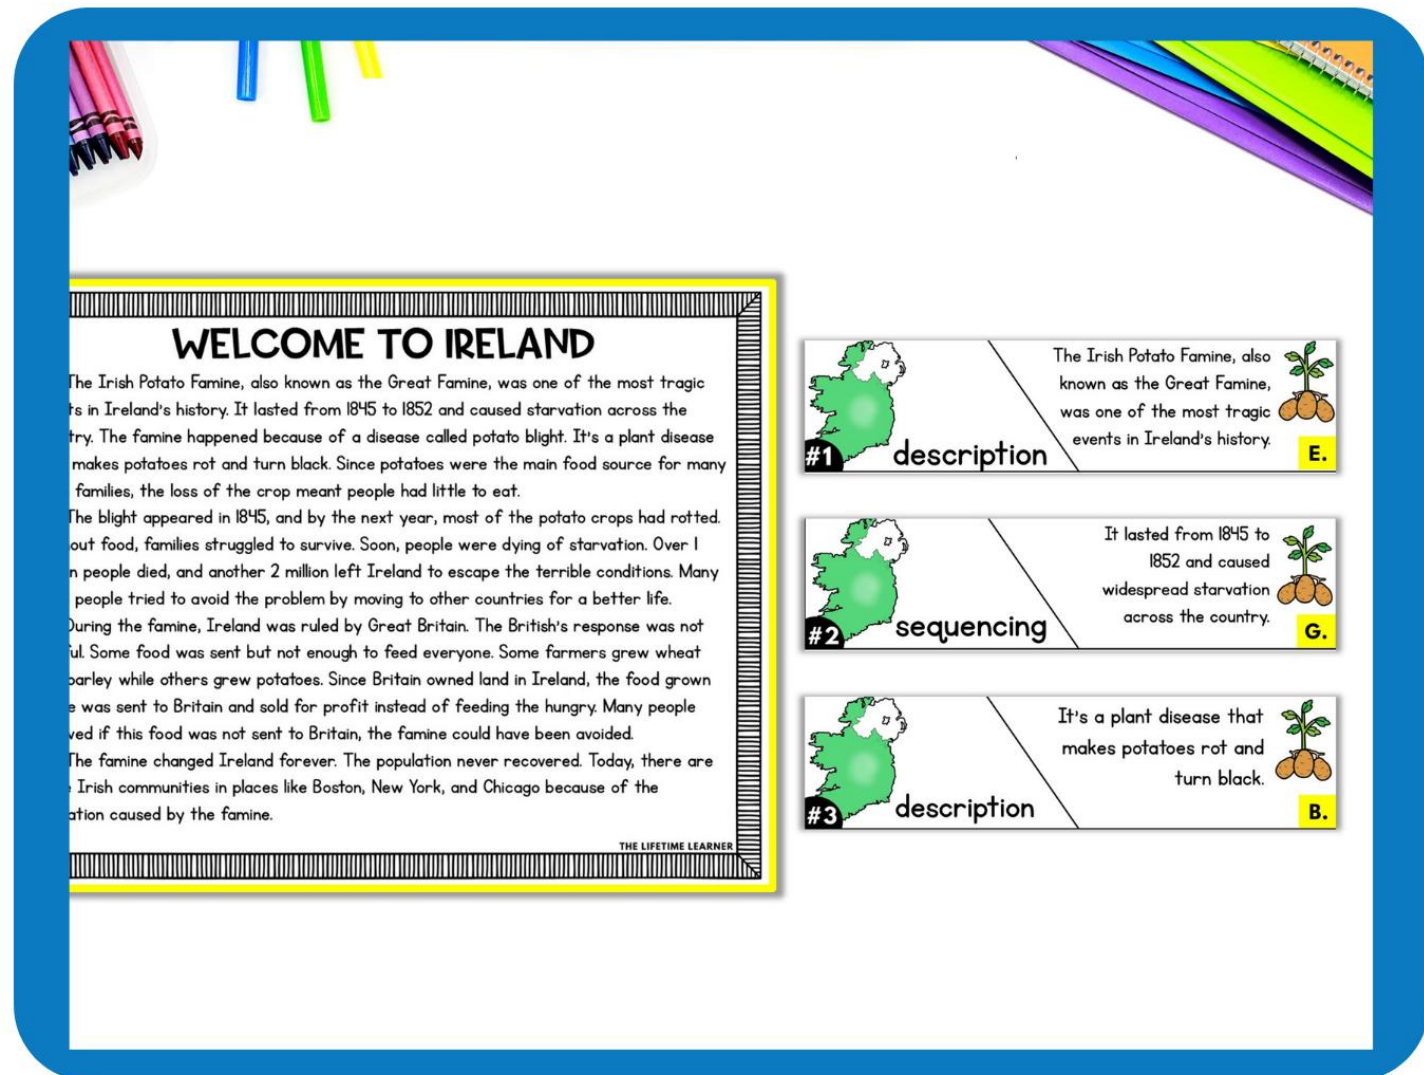 WELCOME TO IRELAND
The Irish Potato Famine, also known as the Great Famine, was one of the most tragic
ts in Ireland's history. It lasted from 1845 to 1852 and caused starvation across the
try. The famine happened because of a disease called potato blight. It's a plant disease
makes potatoes rot and turn black. Since potatoes were the main food source for many
families, the loss of the crop meant people had little to eat.
The blight appeared in 1845, and by the next year, most of the potato crops had rotted.
out food, families struggled to survive. Soon, people were dying of starvation. Over 1
n people died, and another 2 million left Ireland to escape the terrible conditions. Many
people tried to avoid the problem by moving to other countries for a better life.
During the famine, Ireland was ruled by Great Britain. The British's response was not
ul. Some food was sent but not enough to feed everyone. Some farmers grew wheat
barley while others grew potatoes. Since Britain owned land in Ireland, the food grown
e was sent to Britain and sold for profit instead of feeding the hungry. Many people
ved if this food was not sent to Britain, the famine could have been avoided.
The famine changed Ireland forever. The population never recovered. Today, there are
Irish communities in places like Boston, New York, and Chicago because of the
ation caused by the famine.
THE LIFETIME LEARNER
#1
description
The Irish Potato Famine, also
known as the Great Famine,
was one of the most tragic
events in Ireland's history.
E.
#2
sequencing
It lasted from 1845 to
1852 and caused
widespread starvation
across the country.
G.
#3
description
It's a plant disease that
makes potatoes rot and
turn black.
B.